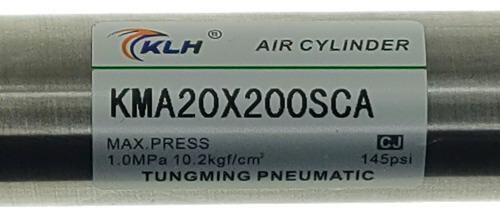 KLH ® AIR CYLINDER
KMA20X200SCA
MAX.PRESS CJ
1.0MPa 10.2kgf/cm² 145psi
TUNGMING PNEUMATIC